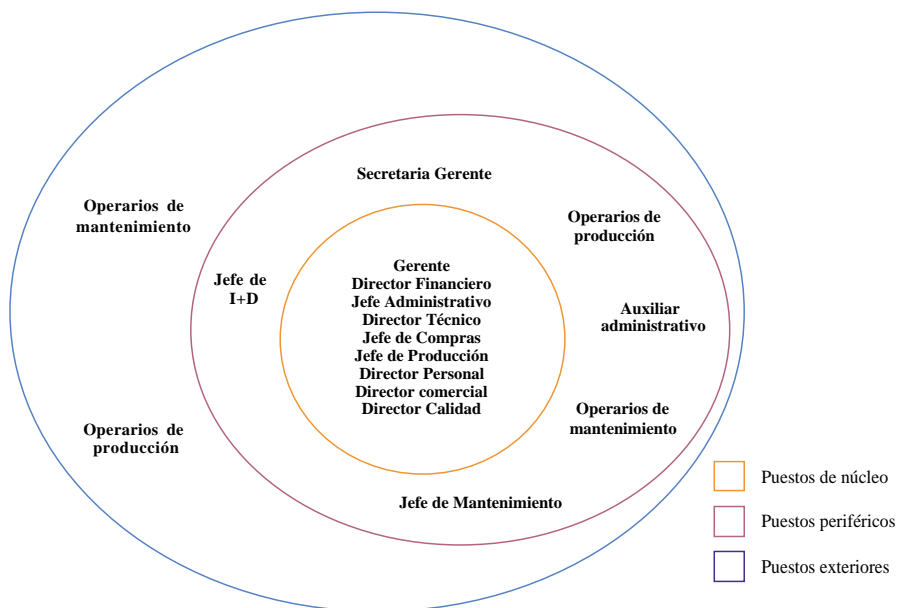 Secretaria Gerente
Operarios de
mantenimiento
Operarios de
producción
Jefe de
I+D
Gerente
Director Financiero
Jefe Administrativo
Director Técnico
Jefe de Compras
Jefe de Producción
Director Personal
Director comercial
Director Calidad
Auxiliar
administrativo
Operarios de
mantenimiento
Operarios de
producción
Jefe de Mantenimiento
Puestos de núcleo
Puestos periféricos
Puestos exteriores